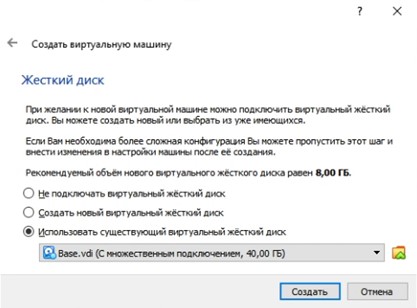 Создать виртуальную машину
Жесткий диск
При желании к новой виртуальной машине можно подключить виртуальный жёсткий
диск. Вы можете создать новый или выбрать из уже имеющихся.
Если Вам необходима более сложная конфигурация Вы можете пропустить этот шаг и
внести изменения в настройки машины после её создания.
Рекомендуемый объём нового виртуального жёсткого диска равен 8,00 ГБ.
Не подключать виртуальный жёсткий диск
Создать новый виртуальный жёсткий диск
Использовать существующий виртуальный жёсткий диск
Base.vdi (С множественным подключением, 40,00 ГБ)
Создать
Отмена